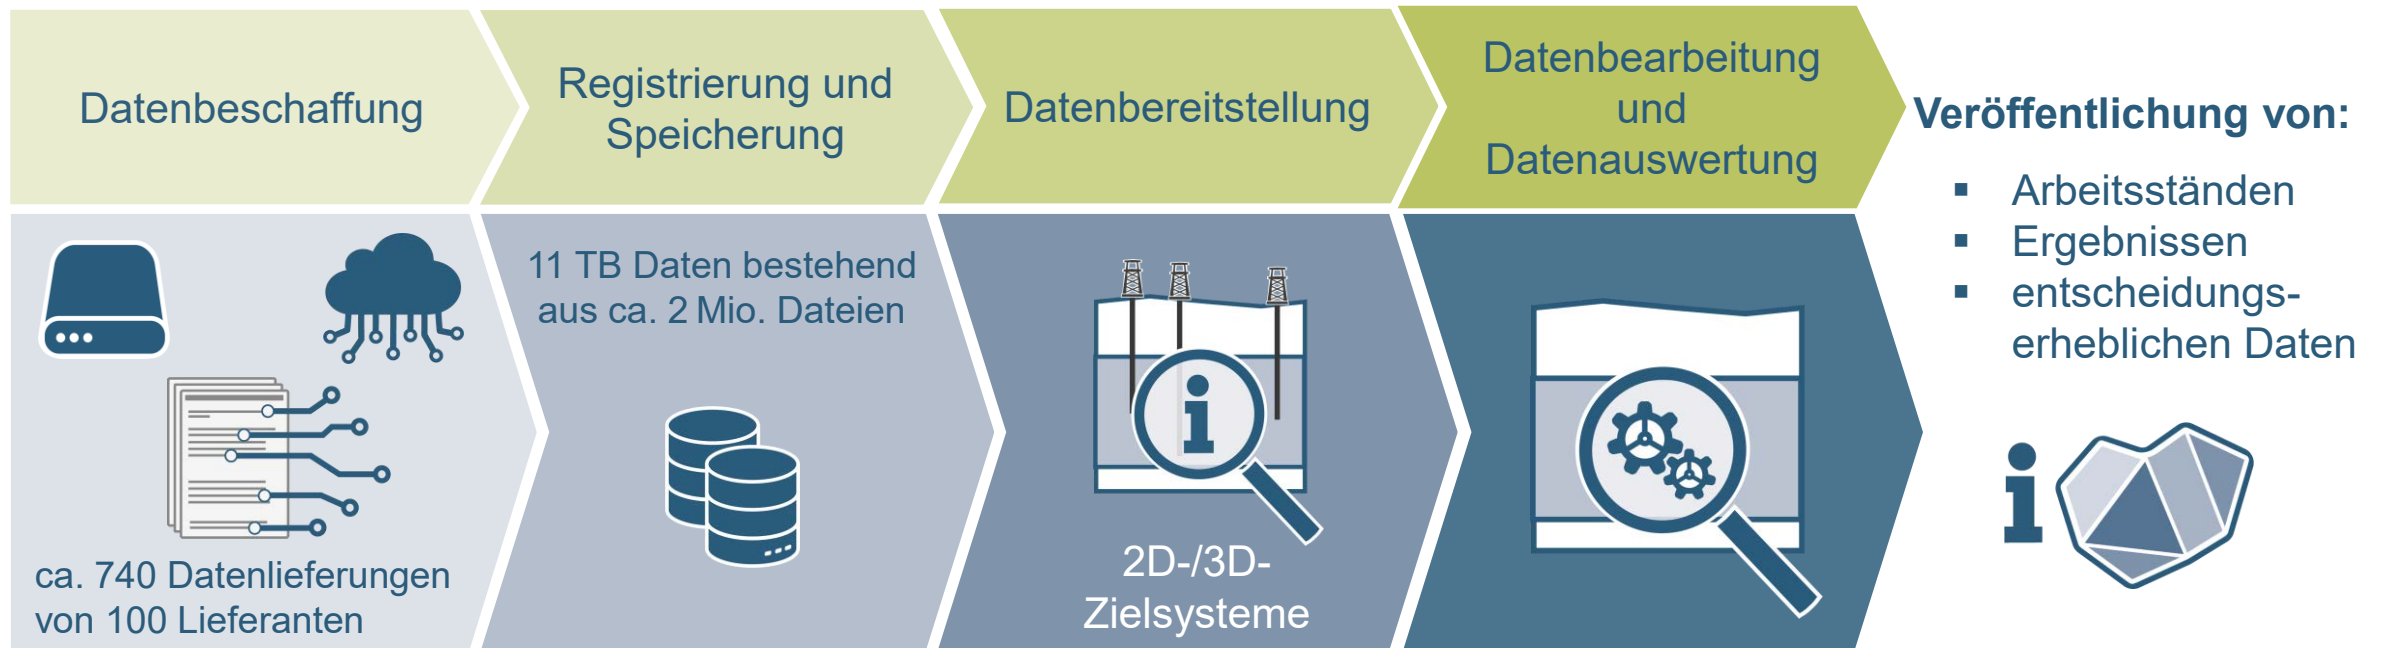 Datenbeschaffung
Registrierung und
Speicherung
Datenbereitstellung
Datenbearbeitung
und
Datenauswertung
Veröffentlichung von:
▪ Arbeitsständen
▪ Ergebnissen
▪ entscheidungs-
erheblichen Daten
ca. 740 Datenlieferungen
von 100 Lieferanten
11 TB Daten bestehend
aus ca. 2 Mio. Dateien
2D-/3D-
Zielsysteme